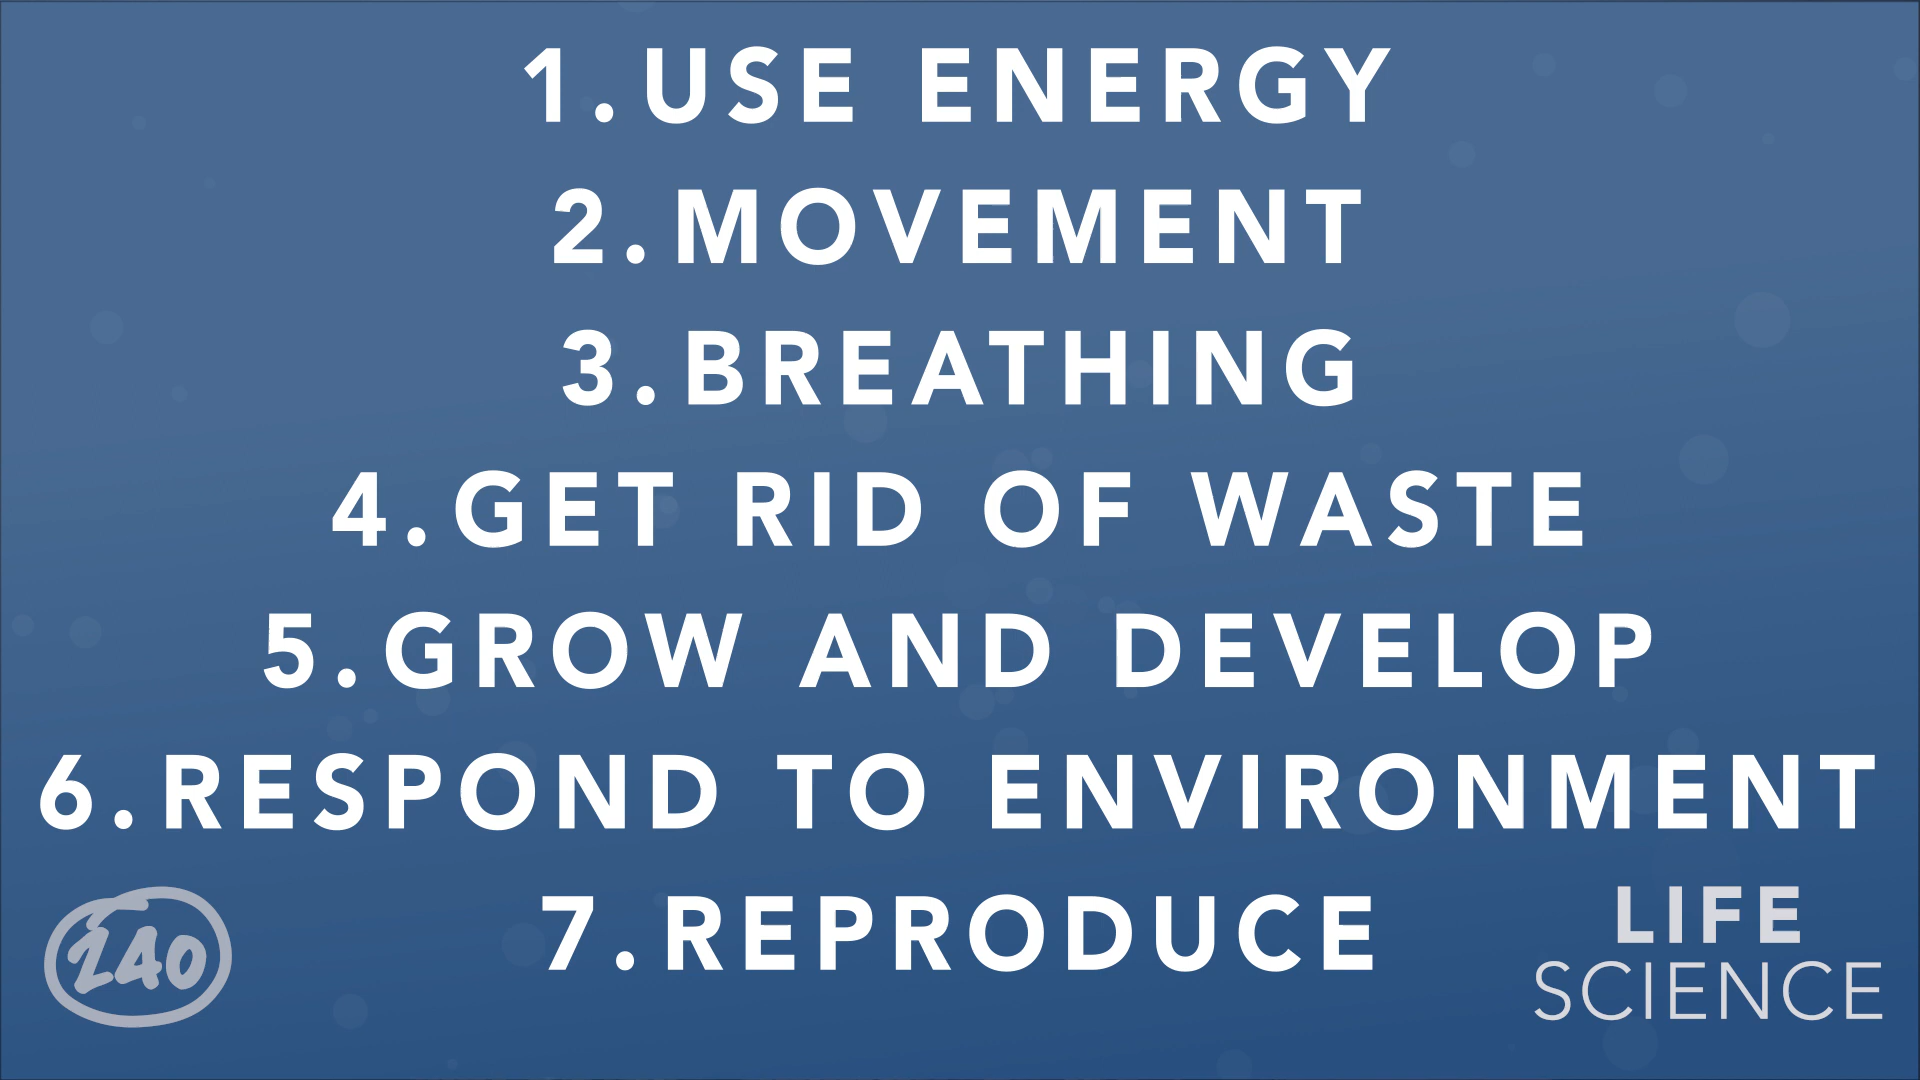 1. USE ENERGY
2. MOVEMENT
3. BREATHING
4. GET RID OF WASTE
5. GROW AND DEVELOP
6. RESPOND TO ENVIRONMENT
7. REPRODUCE
240
LIFE
SCIENCE